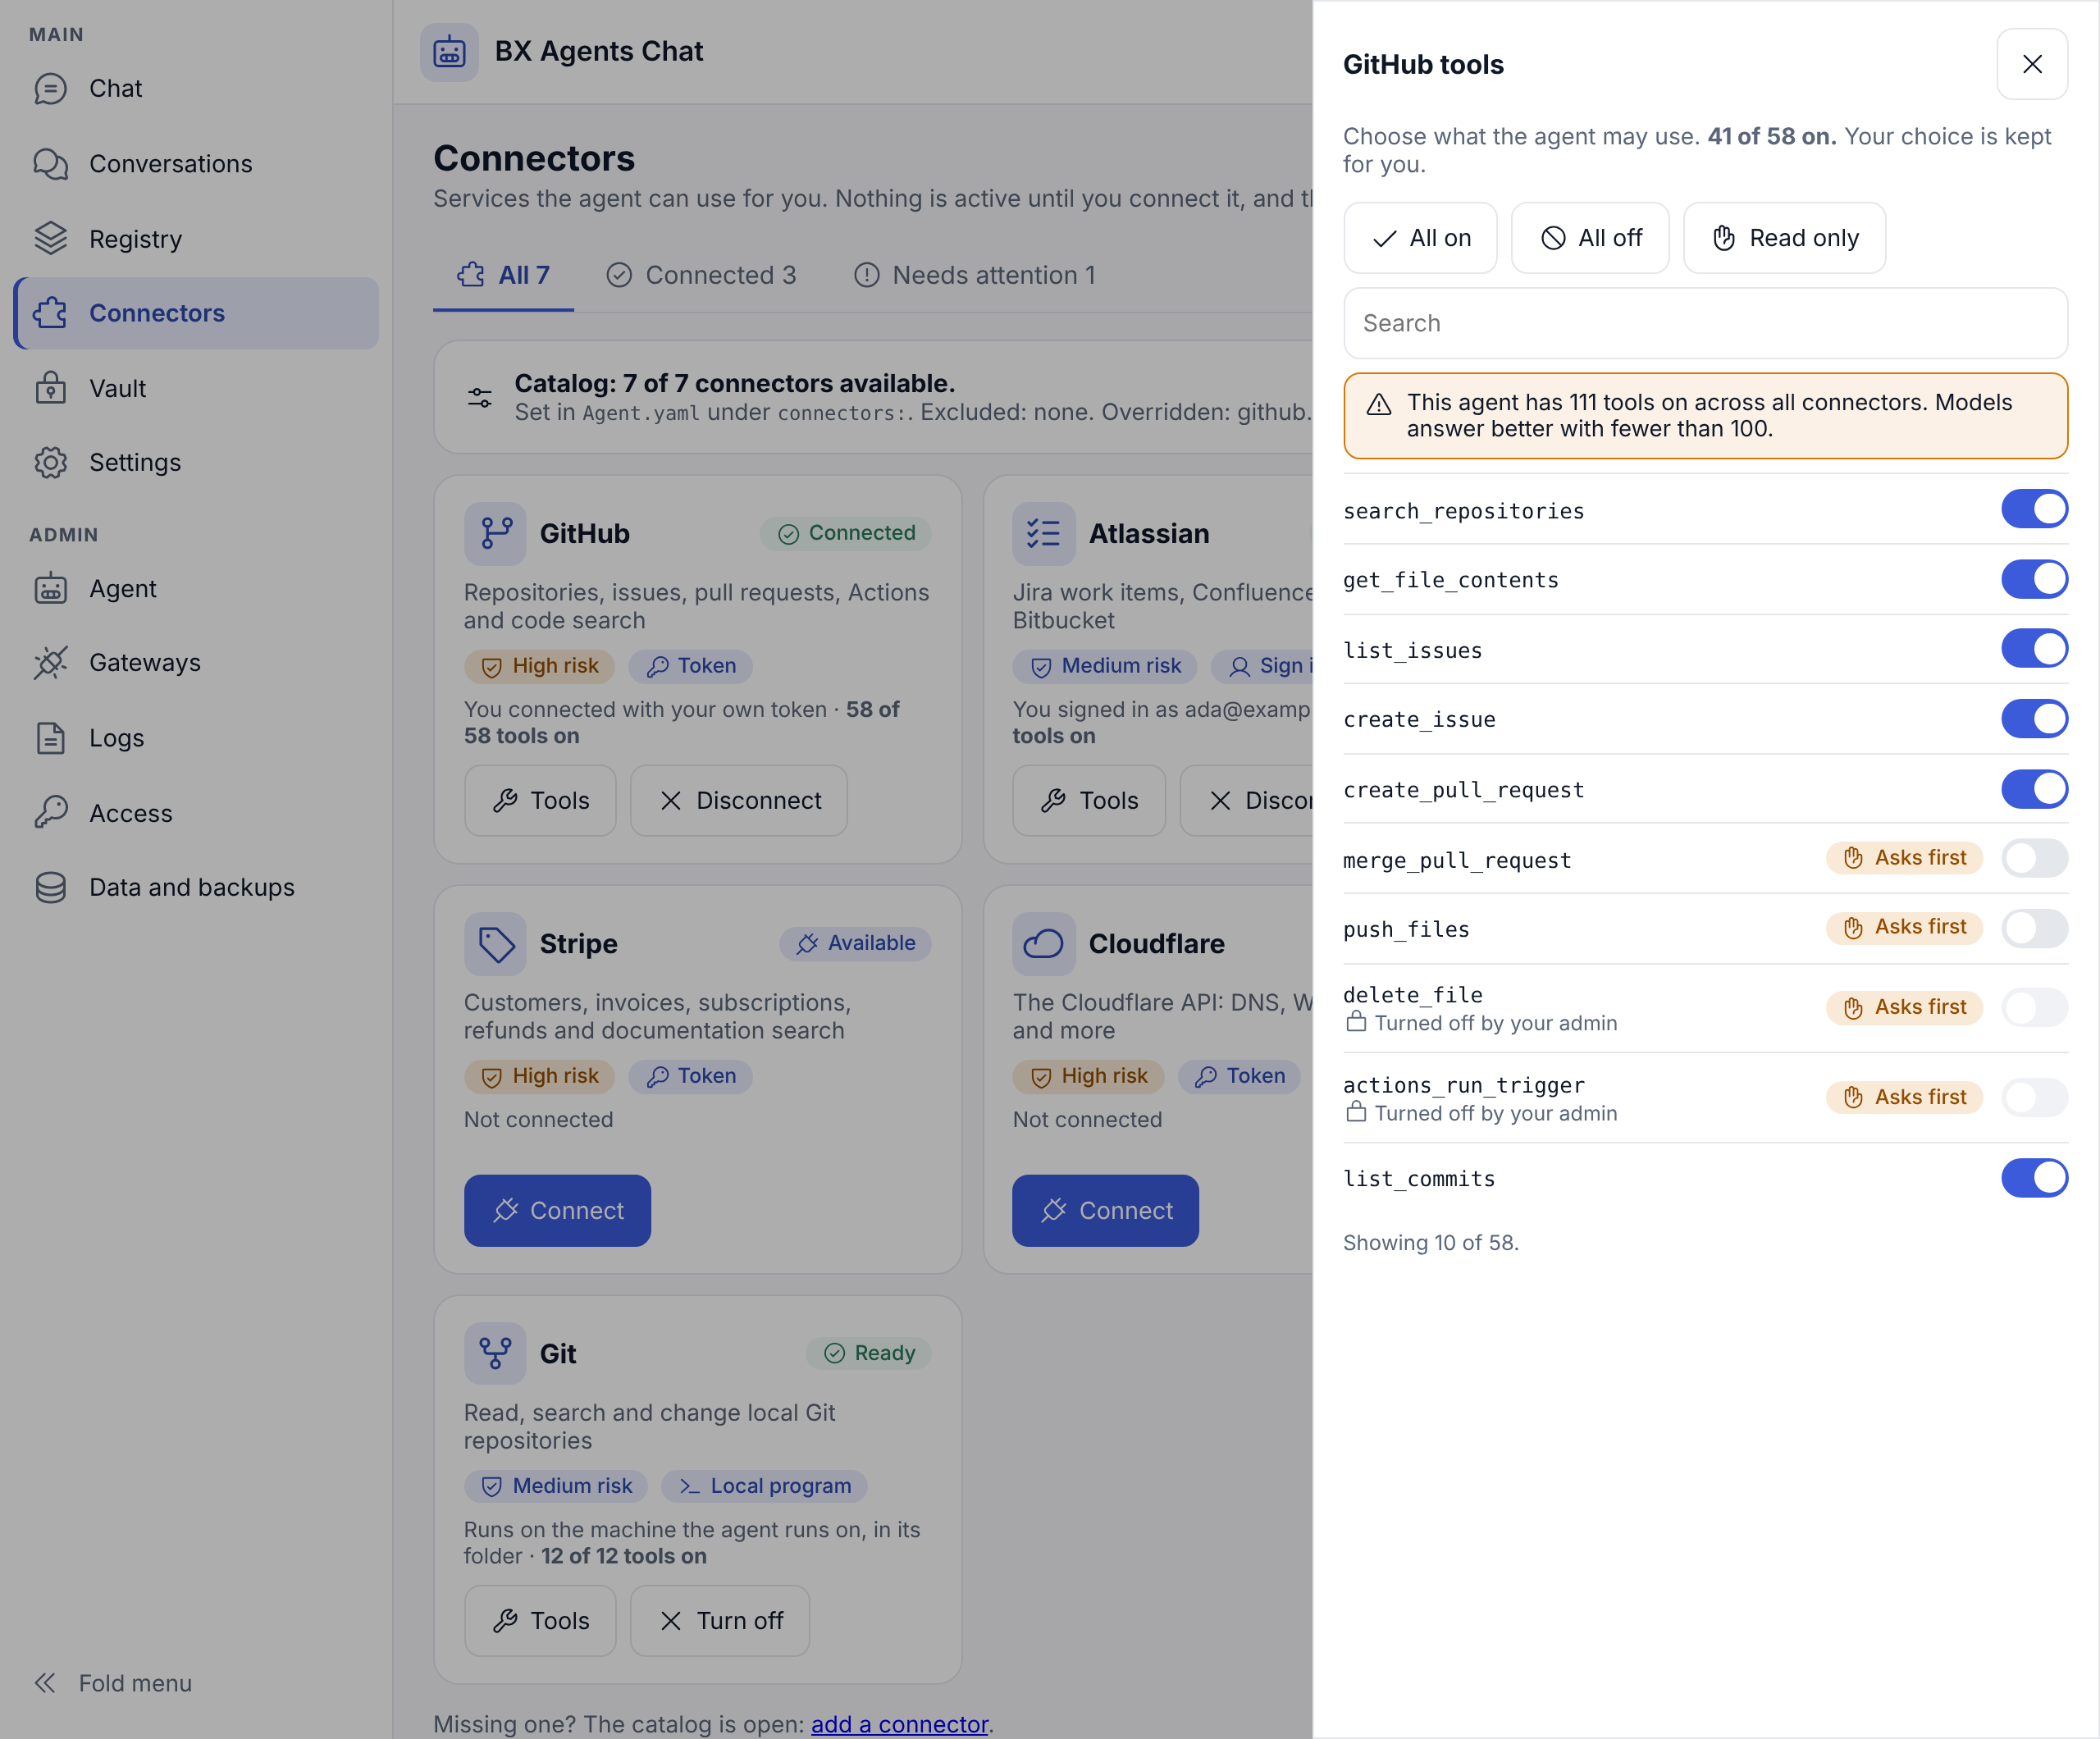 MAIN
Chat
Conversations
Registry
Connectors
Vault
Settings
ADMIN
Agent
Gateways
Logs
Access
Data and backups
Fold menu
BX Agents Chat
Connectors
Services the agent can use for you. Nothing is active until you connect it, and
All 7
Connected 3
Needs attention 1
Catalog: 7 of 7 connectors available.
Set in Agent.yaml under connectors:. Excluded: none. Overridden: github.
GitHub
Connected
Repositories, issues, pull requests, Actions
and code search
High risk
Token
You connected with your own token · 58 of
58 tools on
Tools
Disconnect
Atlassian
Jira work items, Confluence
Bitbucket
Medium risk
Sign i
You signed in as ada@examp
tools on
Tools
Disco
Stripe
Available
Customers, invoices, subscriptions,
refunds and documentation search
High risk
Token
Not connected
Connect
Cloudflare
The Cloudflare API: DNS, W
and more
High risk
Token
Not connected
Connect
Git
Ready
Read, search and change local Git
repositories
Medium risk
Local program
Runs on the machine the agent runs on, in its
folder · 12 of 12 tools on
Tools
Turn off
Missing one? The catalog is open: add a connector.
GitHub tools
Choose what the agent may use. 41 of 58 on. Your choice is kept
for you.
All on
All off
Read only
Search
This agent has 111 tools on across all connectors. Models
answer better with fewer than 100.
search_repositories
get_file_contents
list_issues
create_issue
create_pull_request
merge_pull_request
Asks first
push_files
Asks first
delete_file
Turned off by your admin
Asks first
actions_run_trigger
Turned off by your admin
Asks first
list_commits
Showing 10 of 58.